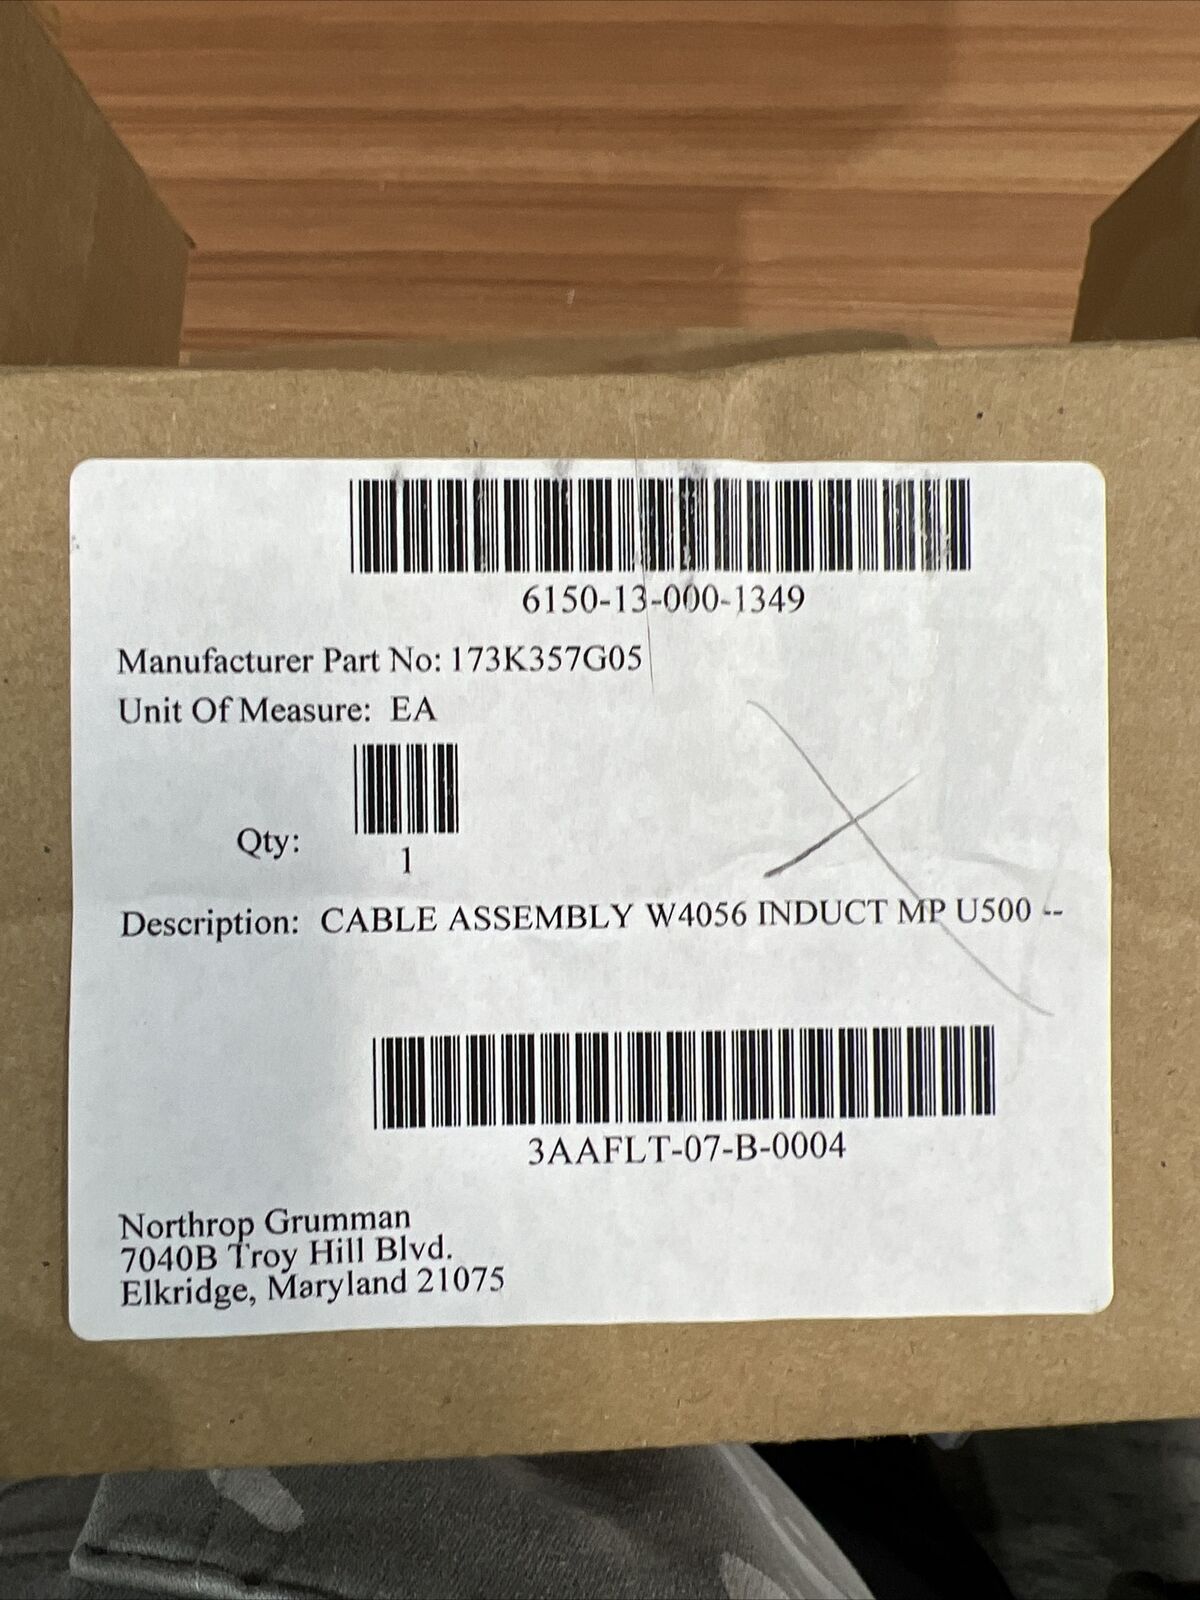 6150-13-000-1349
Manufacturer Part No: 173K357G05
Unit Of Measure: EA
Qty:
1
Description: CABLE ASSEMBLY W4056 INDUCT MP U500 --
3AAFLT-07-B-0004
Northrop Grumman
7040B Troy Hill Blvd.
Elkridge, Maryland 21075